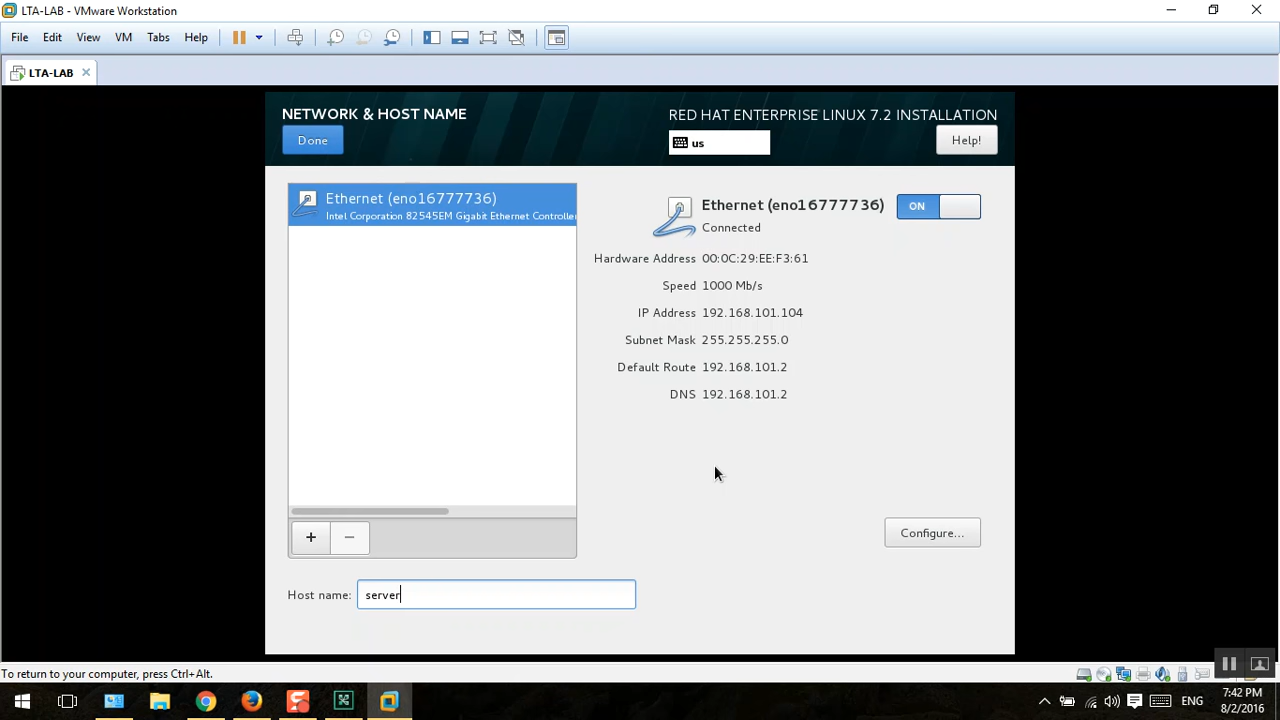 LTA-LAB - VMware Workstation
File Edit View VM Tabs Help
LTA-LAB
NETWORK & HOST NAME
RED HAT ENTERPRISE LINUX 7.2 INSTALLATION
Done
us
Help!
Ethernet (eno16777736)
Intel Corporation 82545EM Gigabit Ethernet Controller
Ethernet (eno16777736)
ON
Connected
Hardware Address 00:0C:29:EE:F3:61
Speed 1000 Mb/s
IP Address 192.168.101.104
Subnet Mask 255.255.255.0
Default Route 192.168.101.2
DNS 192.168.101.2
+ −
Configure...
Host name: server
To return to your computer, press Ctrl+Alt.
ENG
7:42 PM
8/2/2016